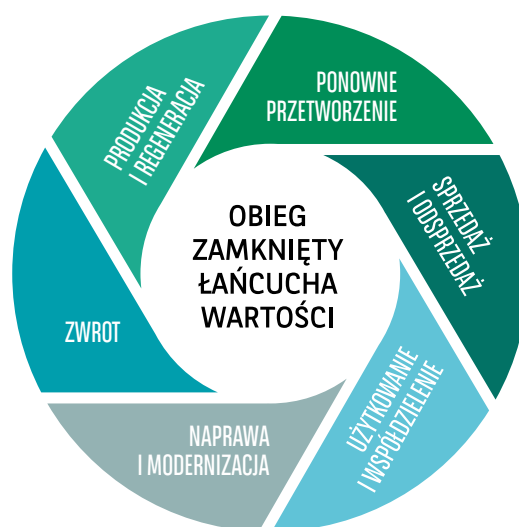 PONOWNE
PRZETWORZENIE
SPRZEDAŻ
I ODSPRZEDAŻ
UŻYTKOWANIE
I WSPÓŁDZIELENIE
NAPRAWA
I MODERNIZACJA
ZWROT
PRODUKCJA
I REGENERACJA
OBIEG
ZAMKNIĘTY
ŁAŃCUCHA
WARTOŚCI